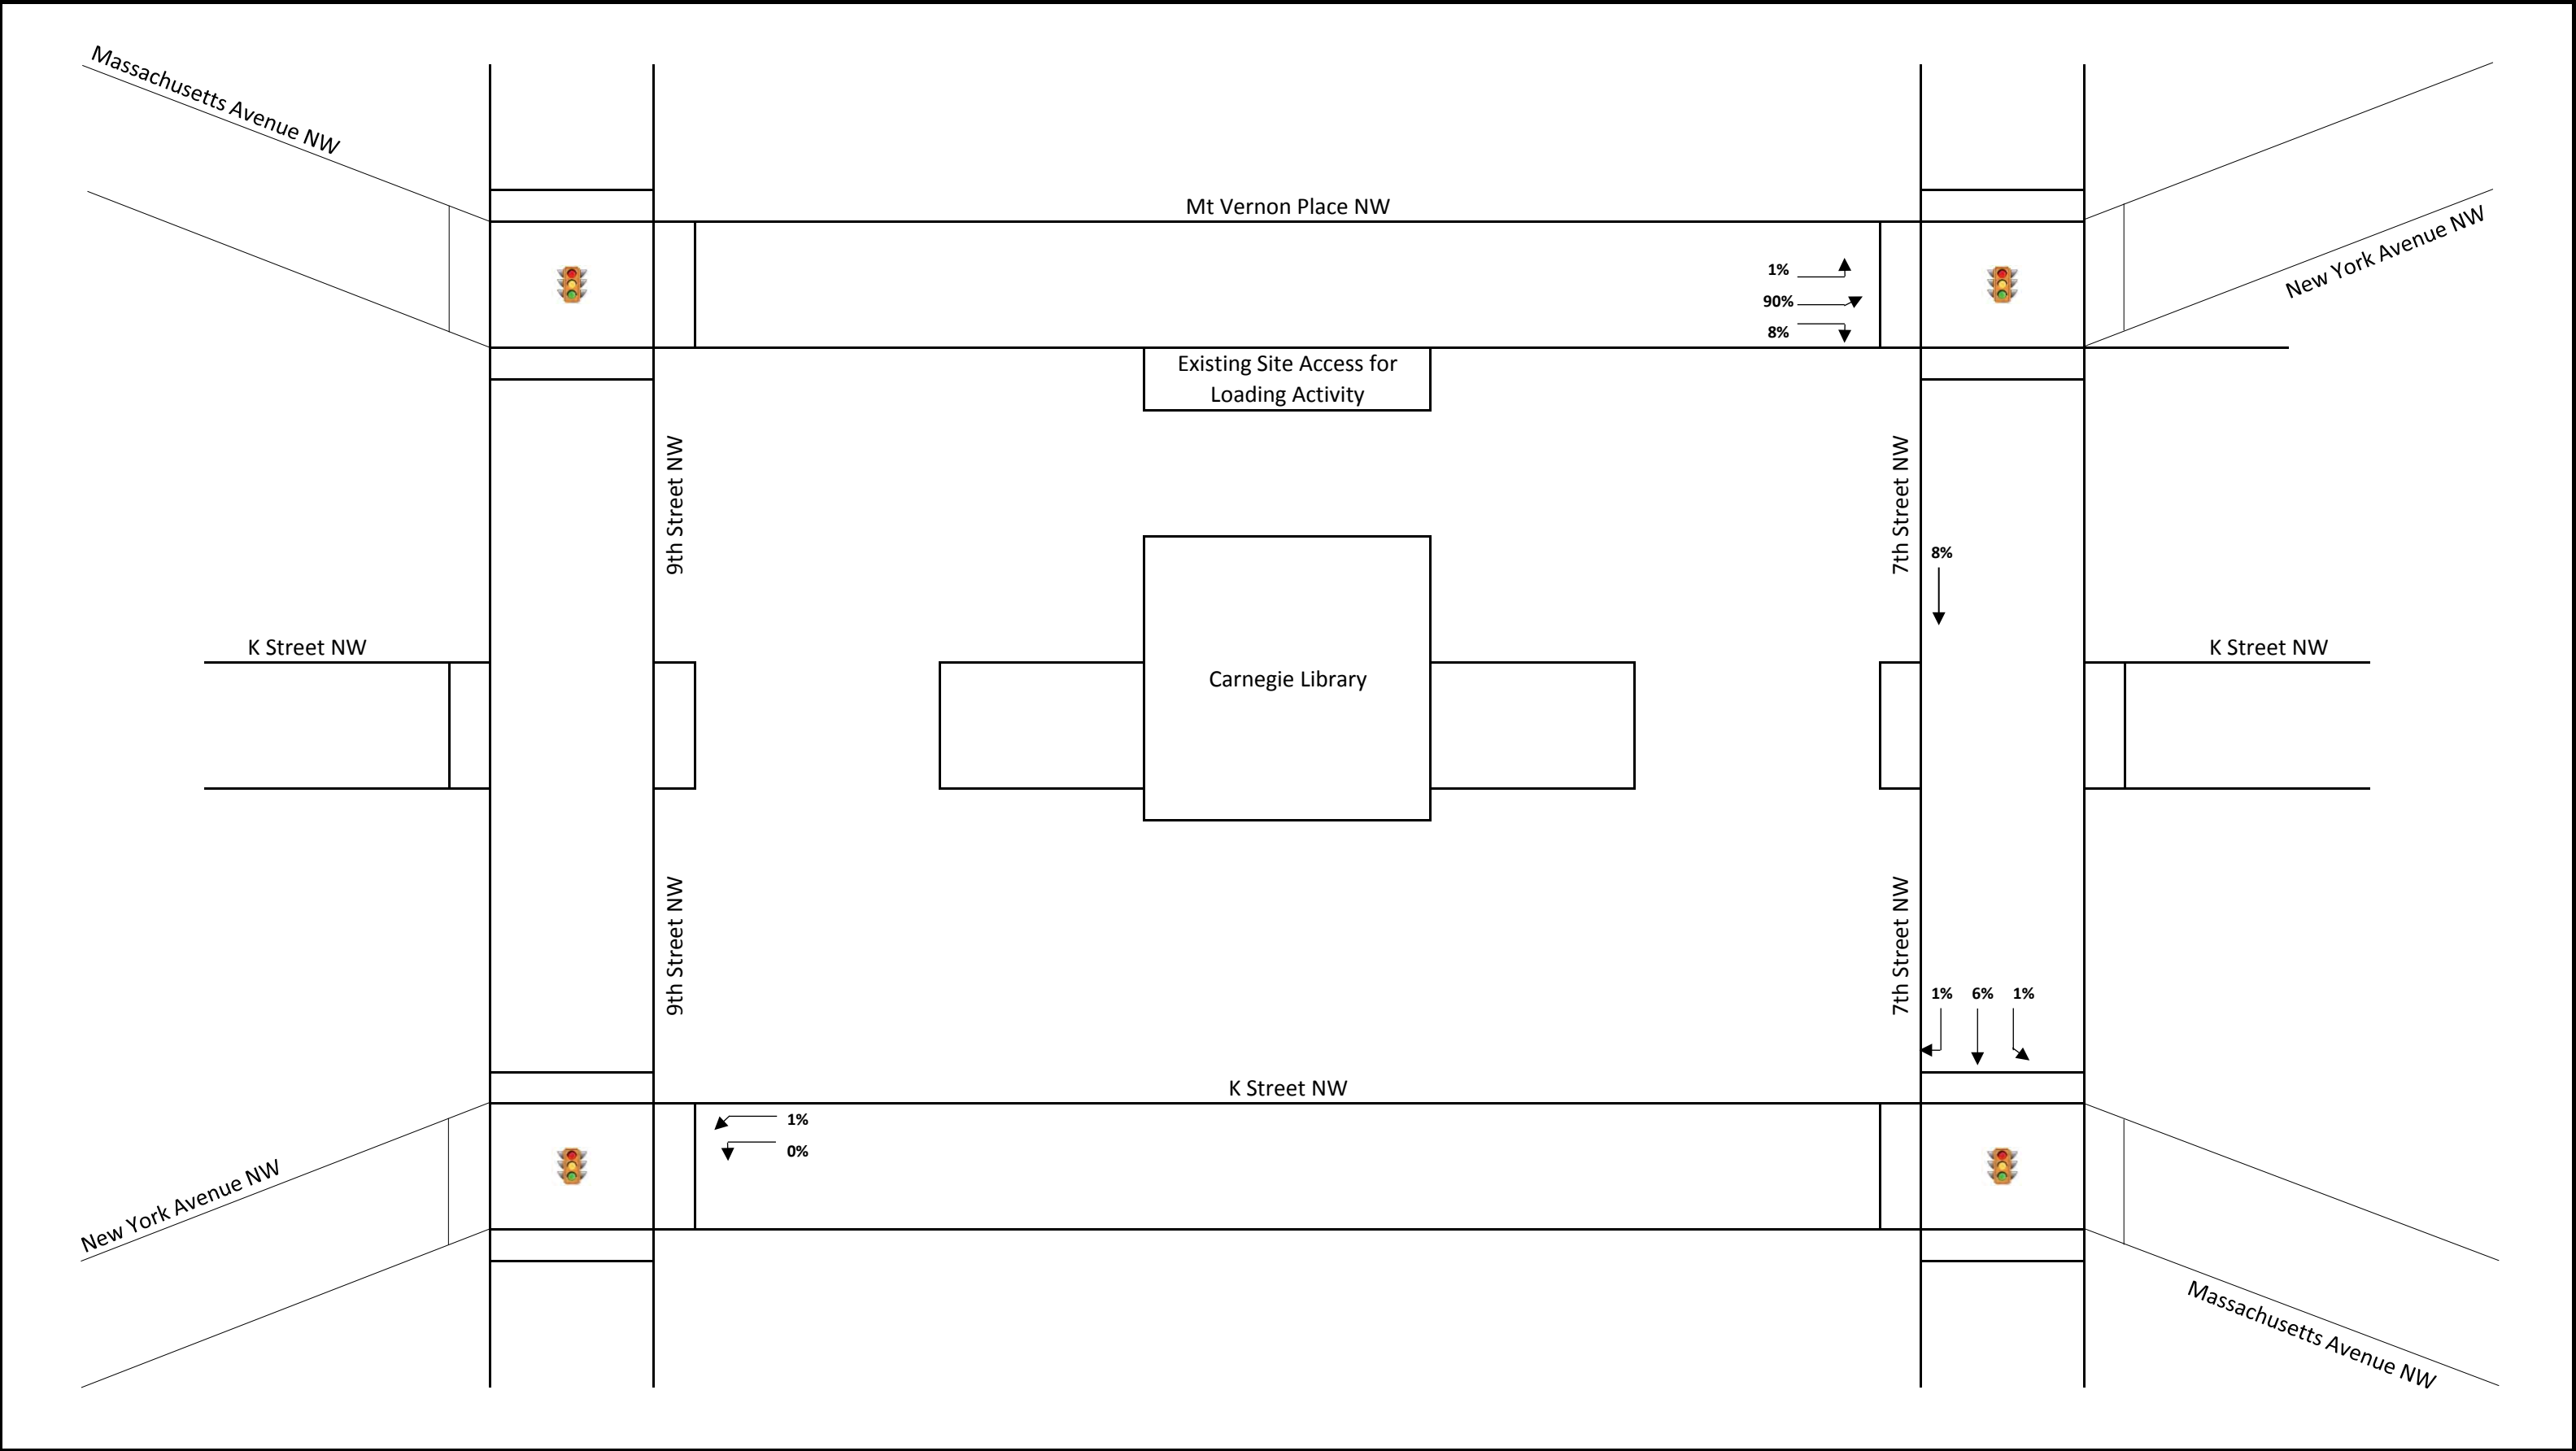 Massachusetts Avenue NW
Mt Vernon Place NW
New York Avenue NW
1%
90%
8%
Existing Site Access for
Loading Activity
9th Street NW
7th Street NW
8%
K Street NW
K Street NW
Carnegie Library
9th Street NW
7th Street NW
1% 6% 1%
K Street NW
1%
0%
New York Avenue NW
Massachusetts Avenue NW